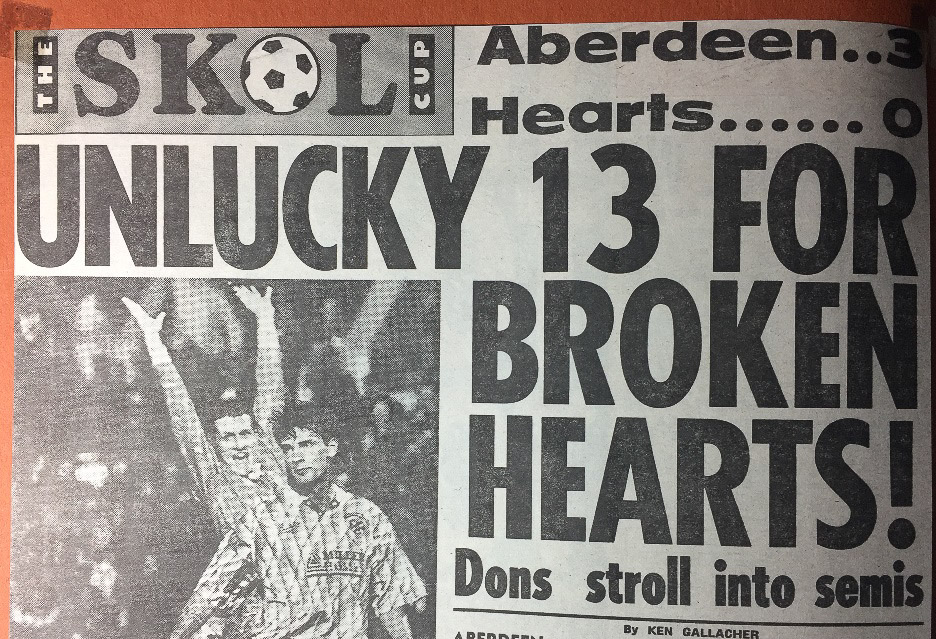 THE SKOL CUP
Aberdeen..3
Hearts...... 0
UNLUCKY 13 FOR
BROKEN
HEARTS!
Dons stroll into semis
By KEN GALLACHER
ABERDEEN